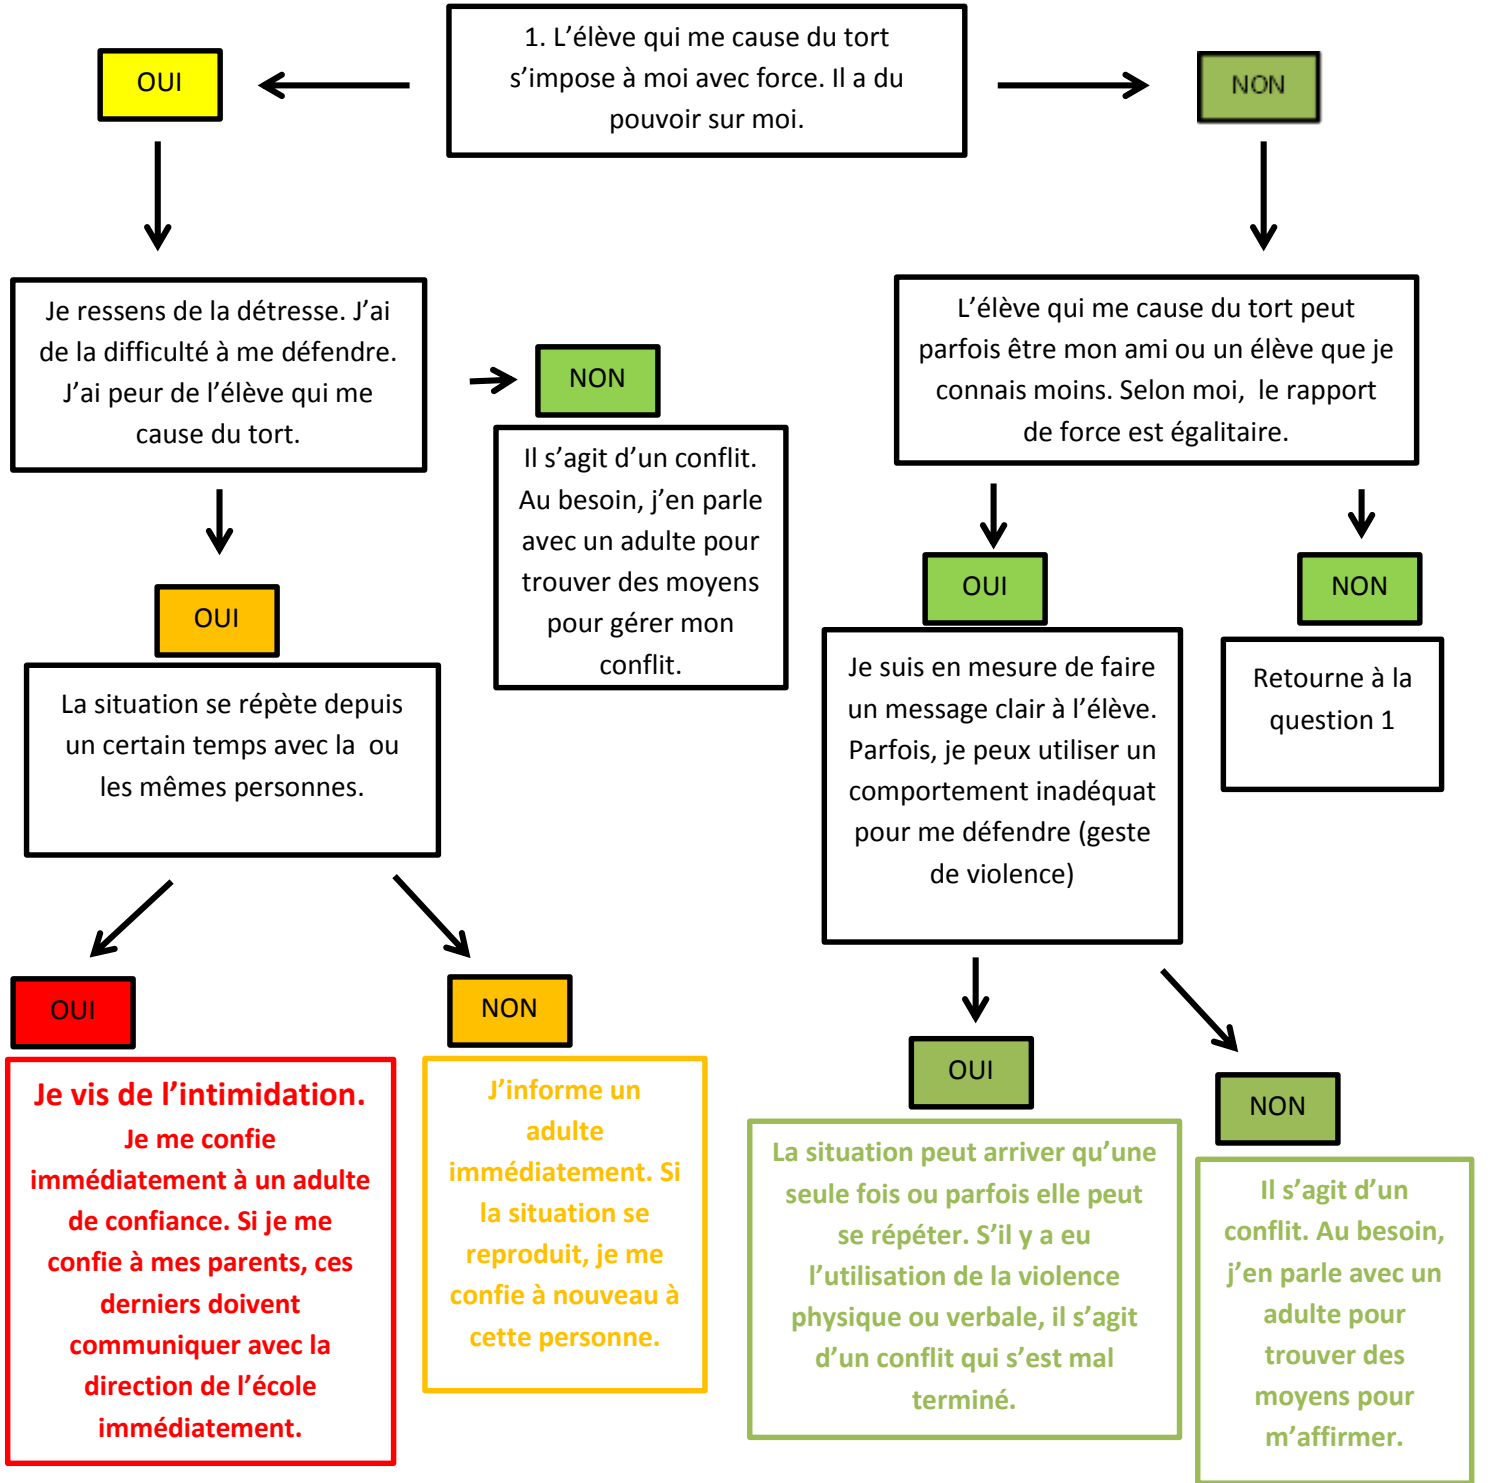 1. L’élève qui me cause du tort
s’impose à moi avec force. Il a du
pouvoir sur moi.
OUI
NON
Je ressens de la détresse. J’ai
de la difficulté à me défendre.
J’ai peur de l’élève qui me
cause du tort.
NON
Il s’agit d’un conflit.
Au besoin, j’en parle
avec un adulte pour
trouver des moyens
pour gérer mon
conflit.
L’élève qui me cause du tort peut
parfois être mon ami ou un élève que je
connais moins. Selon moi, le rapport
de force est égalitaire.
OUI
La situation se répète depuis
un certain temps avec la ou
les mêmes personnes.
OUI
Je suis en mesure de faire
un message clair à l’élève.
Parfois, je peux utiliser un
comportement inadéquat
pour me défendre (geste
de violence)
NON
Retourne à la
question 1
OUI
Je vis de l’intimidation.
Je me confie
immédiatement à un adulte
de confiance. Si je me
confie à mes parents, ces
derniers doivent
communiquer avec la
direction de l’école
immédiatement.
NON
J’informe un
adulte
immédiatement. Si
la situation se
reproduit, je me
confie à nouveau à
cette personne.
OUI
La situation peut arriver qu’une
seule fois ou parfois elle peut
se répéter. S’il y a eu
l’utilisation de la violence
physique ou verbale, il s’agit
d’un conflit qui s’est mal
terminé.
NON
Il s’agit d’un
conflit. Au besoin,
j’en parle avec un
adulte pour
trouver des
moyens pour
m’affirmer.